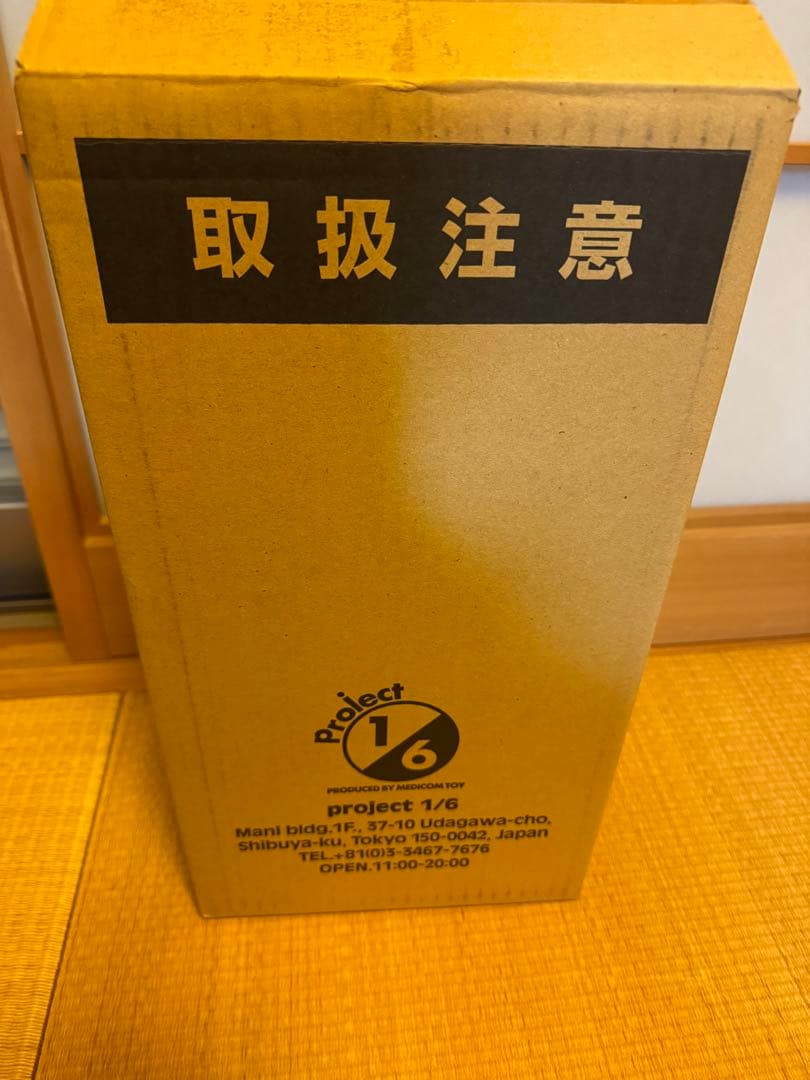 取扱注意
Project
1/6
PRODUCED BY MEDICOM TOY
project 1/6
Mani bldg.1F., 37-10 Udagawa-cho,
Shibuya-ku, Tokyo 150-0042, Japan
TEL.+81(0)3-3467-7676
OPEN.11:00-20:00